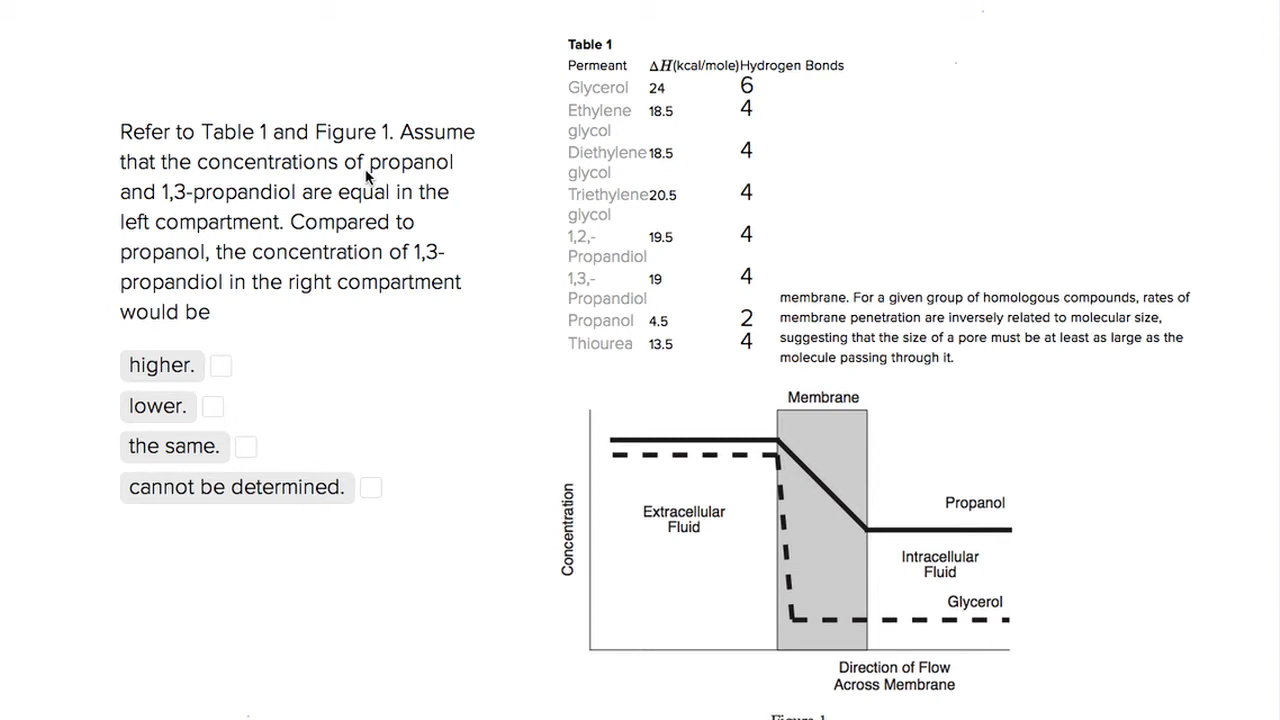 Refer to Table 1 and Figure 1. Assume
that the concentrations of propanol
and 1,3-propandiol are equal in the
left compartment. Compared to
propanol, the concentration of 1,3-
propandiol in the right compartment
would be
higher.
lower.
the same.
cannot be determined.
Table 1
Permeant ΔH(kcal/mole)Hydrogen Bonds
Glycerol 24 6
Ethylene 18.5 4
glycol
Diethylene 18.5 4
glycol
Triethylene 20.5 4
glycol
1,2,- 19.5 4
Propandiol
1,3,- 19 4
Propandiol
Propanol 4.5 2
Thiourea 13.5 4
membrane. For a given group of homologous compounds, rates of
membrane penetration are inversely related to molecular size,
suggesting that the size of a pore must be at least as large as the
molecule passing through it.
Membrane
Concentration
Extracellular
Fluid
Propanol
Intracellular
Fluid
Glycerol
Direction of Flow
Across Membrane
Figure 1